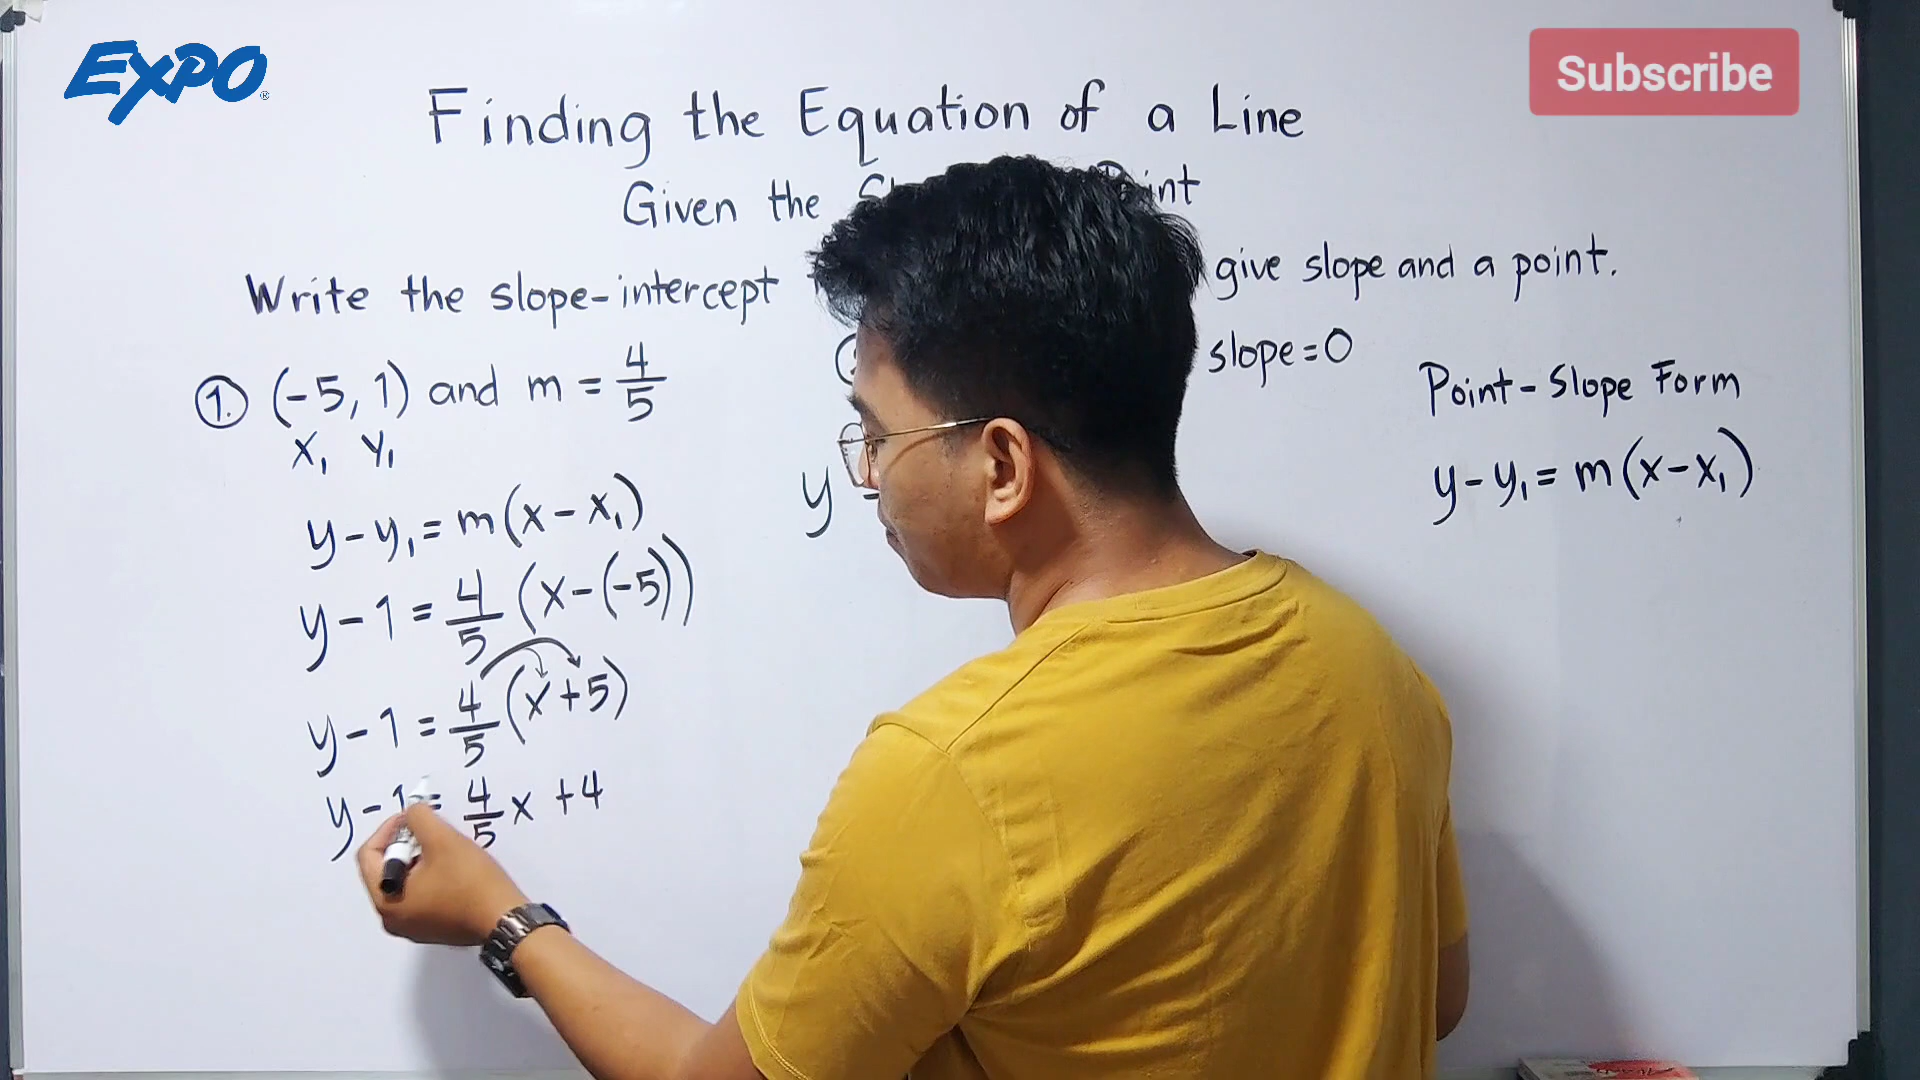 EXPO®
Subscribe
Finding the Equation of a Line
Given the
Write the slope-intercept give slope and a point.
1. (-5, 1) and m = 4/5
x₁ y₁
slope=0
y-y₁=m(x-x₁)
y-1=4/5(x-(-5))
y-1=4/5(x+5)
y-1=4/5x+4
y
Point-Slope Form
y-y₁=m(x-x₁)